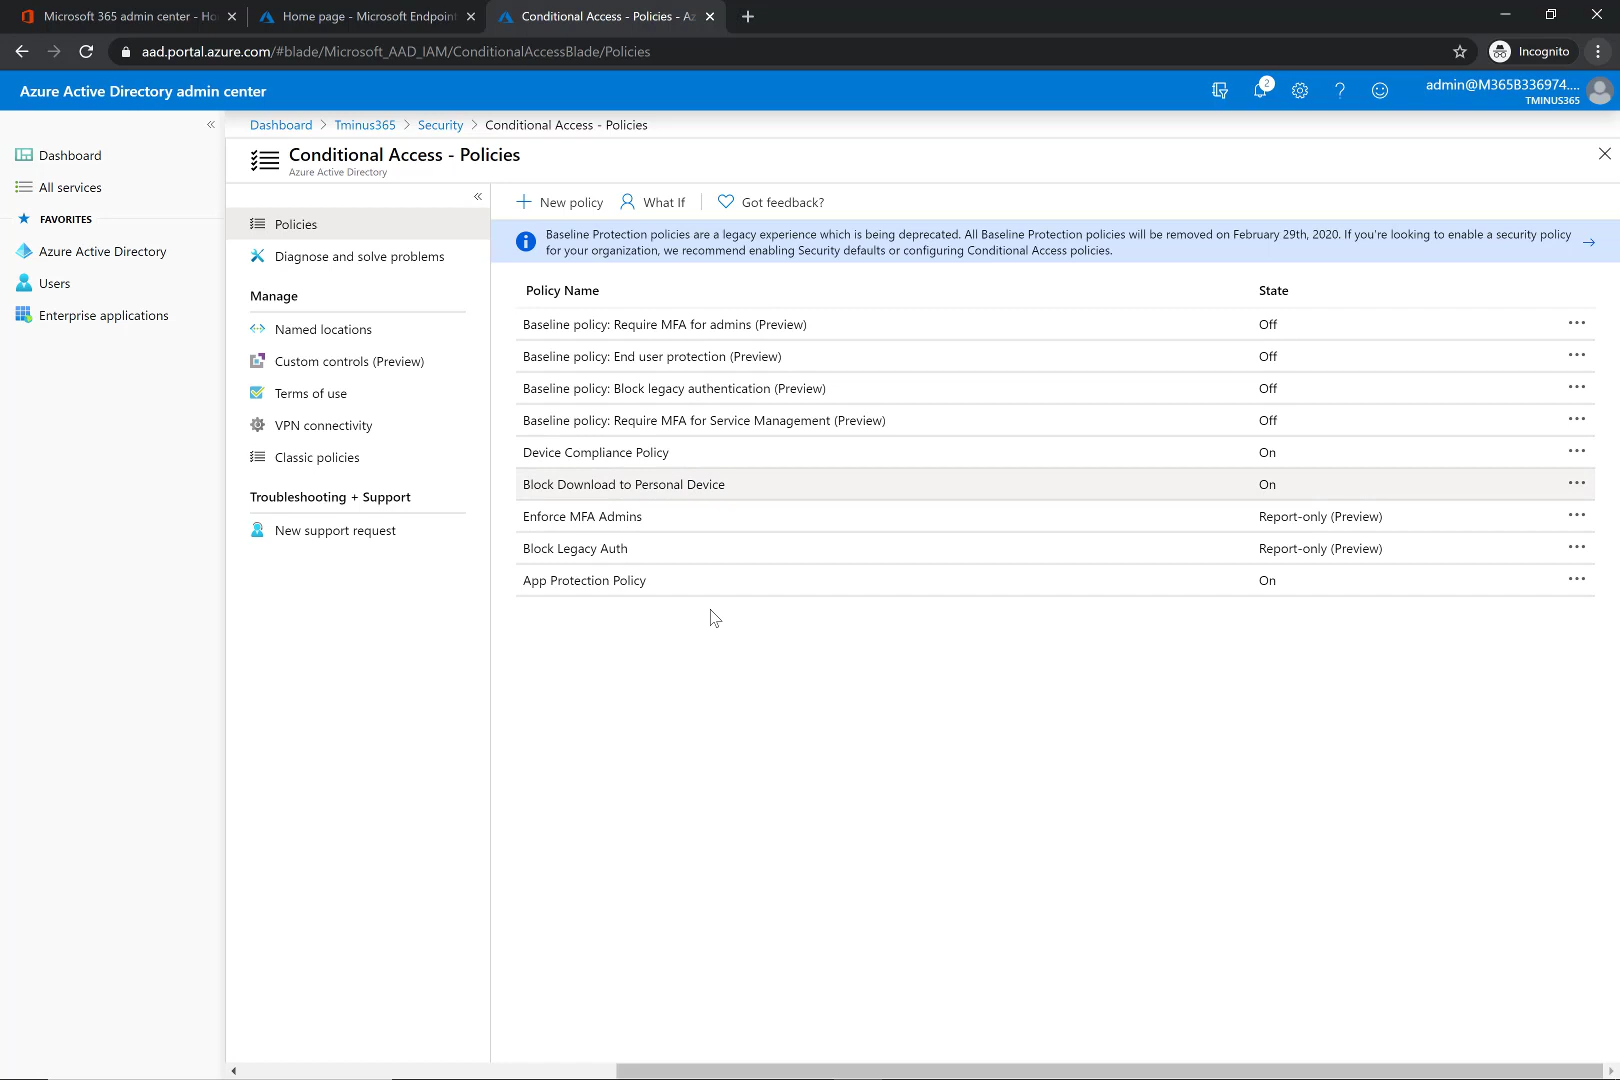 Microsoft 365 admin center - Ho
Home page - Microsoft Endpoint
Conditional Access - Policies - Az
aad.portal.azure.com/#blade/Microsoft_AAD_IAM/ConditionalAccessBlade/Policies
Incognito
Azure Active Directory admin center
2
admin@M365B336974....
TMINUS365
Dashboard
All services
FAVORITES
Azure Active Directory
Users
Enterprise applications
Dashboard > Tminus365 > Security > Conditional Access - Policies
Conditional Access - Policies
Azure Active Directory
Policies
Diagnose and solve problems
Manage
Named locations
Custom controls (Preview)
Terms of use
VPN connectivity
Classic policies
Troubleshooting + Support
New support request
New policy What If Got feedback?
Baseline Protection policies are a legacy experience which is being deprecated. All Baseline Protection policies will be removed on February 29th, 2020. If you're looking to enable a security policy
for your organization, we recommend enabling Security defaults or configuring Conditional Access policies.
Policy Name State
Baseline policy: Require MFA for admins (Preview) Off
Baseline policy: End user protection (Preview) Off
Baseline policy: Block legacy authentication (Preview) Off
Baseline policy: Require MFA for Service Management (Preview) Off
Device Compliance Policy On
Block Download to Personal Device On
Enforce MFA Admins Report-only (Preview)
Block Legacy Auth Report-only (Preview)
App Protection Policy On